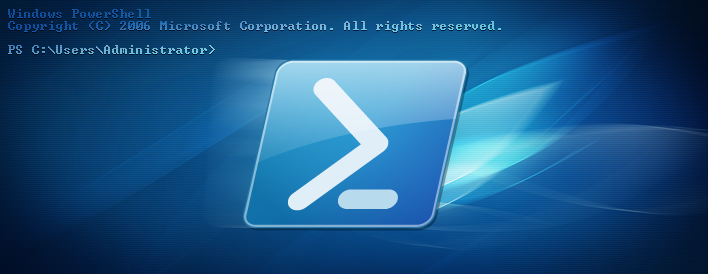 Windows PowerShell
Copyright (C) 2006 Microsoft Corporation. All rights reserved.
PS C:\Users\Administrator>